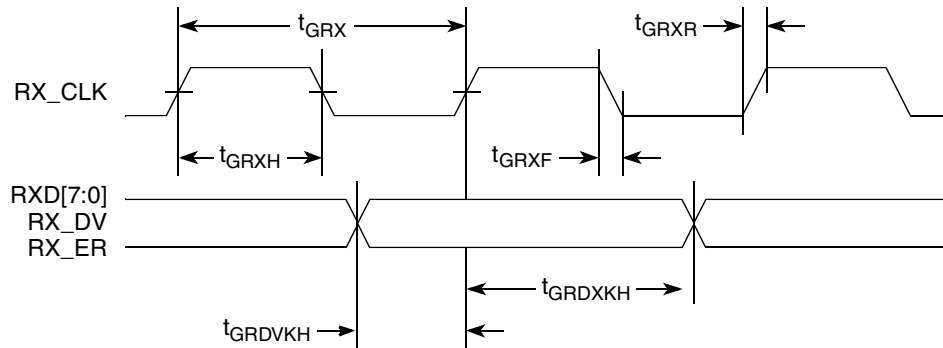 tGRX
tGRXR
RX_CLK
tGRXH
tGRXF
RXD[7:0]
RX_DV
RX_ER
tGRDXKH
tGRDVKH